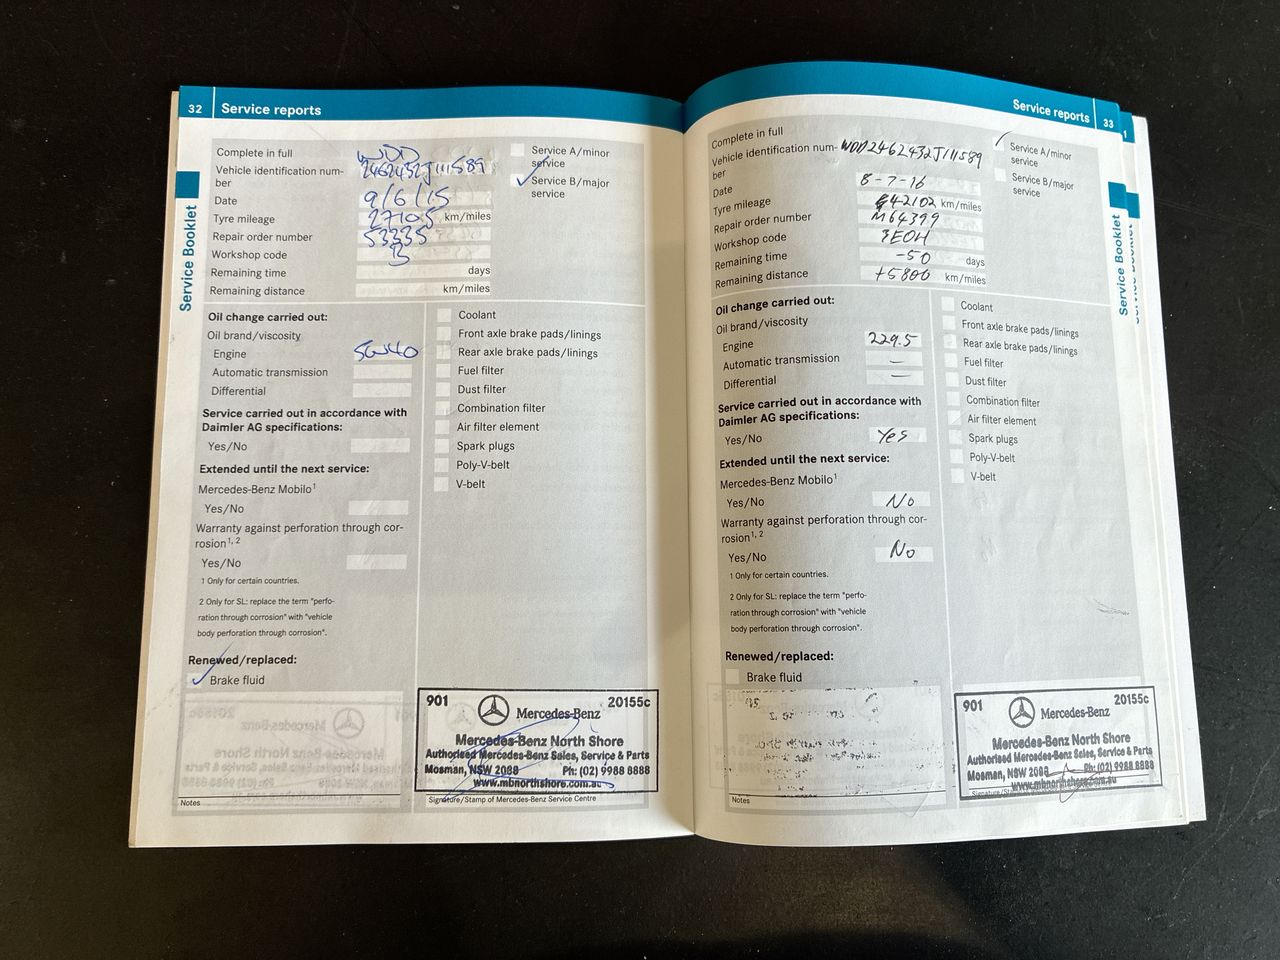 32 Service reports
Complete in full
Vehicle identification num-
ber
WDD
2462432J111589
Date 9/6/15
Tyre mileage 27105 km/miles
Repair order number 53335
Workshop code B
Remaining time days
Remaining distance km/miles
Service A/minor
service
Service B/major
service
Oil change carried out:
Oil brand/viscosity
Engine 5W40
Automatic transmission
Differential
Service carried out in accordance with
Daimler AG specifications:
Yes/No
Extended until the next service:
Mercedes-Benz Mobilo1
Yes/No
Warranty against perforation through cor-
rosion1, 2
Yes/No
1 Only for certain countries.
2 Only for SL: replace the term "perfo-
ration through corrosion" with "vehicle
body perforation through corrosion".
Renewed/replaced:
Brake fluid
Notes
Coolant
Front axle brake pads/linings
Rear axle brake pads/linings
Fuel filter
Dust filter
Combination filter
Air filter element
Spark plugs
Poly-V-belt
V-belt
901 Mercedes-Benz 20155c
Mercedes-Benz North Shore
Authorised Mercedes-Benz Sales, Service & Parts
Mosman, NSW 2088 Ph: (02) 9988 8888
www.mbnorthshore.com.au
Signature/Stamp of Mercedes-Benz Service Centre
Service Booklet
Service reports 33
Complete in full
Vehicle identification num-
ber
WDD2462432J111589
Date 8-7-16
Tyre mileage 42102 km/miles
Repair order number M64399
Workshop code 3EOH
Remaining time -50 days
Remaining distance +5800 km/miles
Service A/minor
service
Service B/major
service
Oil change carried out:
Oil brand/viscosity
Engine 229.5
Automatic transmission —
Differential —
Service carried out in accordance with
Daimler AG specifications:
Yes/No Yes
Extended until the next service:
Mercedes-Benz Mobilo1
Yes/No No
Warranty against perforation through cor-
rosion1, 2
Yes/No No
1 Only for certain countries.
2 Only for SL: replace the term "perfo-
ration through corrosion" with "vehicle
body perforation through corrosion".
Renewed/replaced:
Brake fluid
Notes
Coolant
Front axle brake pads/linings
Rear axle brake pads/linings
Fuel filter
Dust filter
Combination filter
Air filter element
Spark plugs
Poly-V-belt
V-belt
901 Mercedes-Benz 20155c
Mercedes-Benz North Shore
Authorised Mercedes-Benz Sales, Service & Parts
Mosman, NSW 2088 Ph: (02) 9988 8888
www.mbnorthshore.com.au
Service Booklet